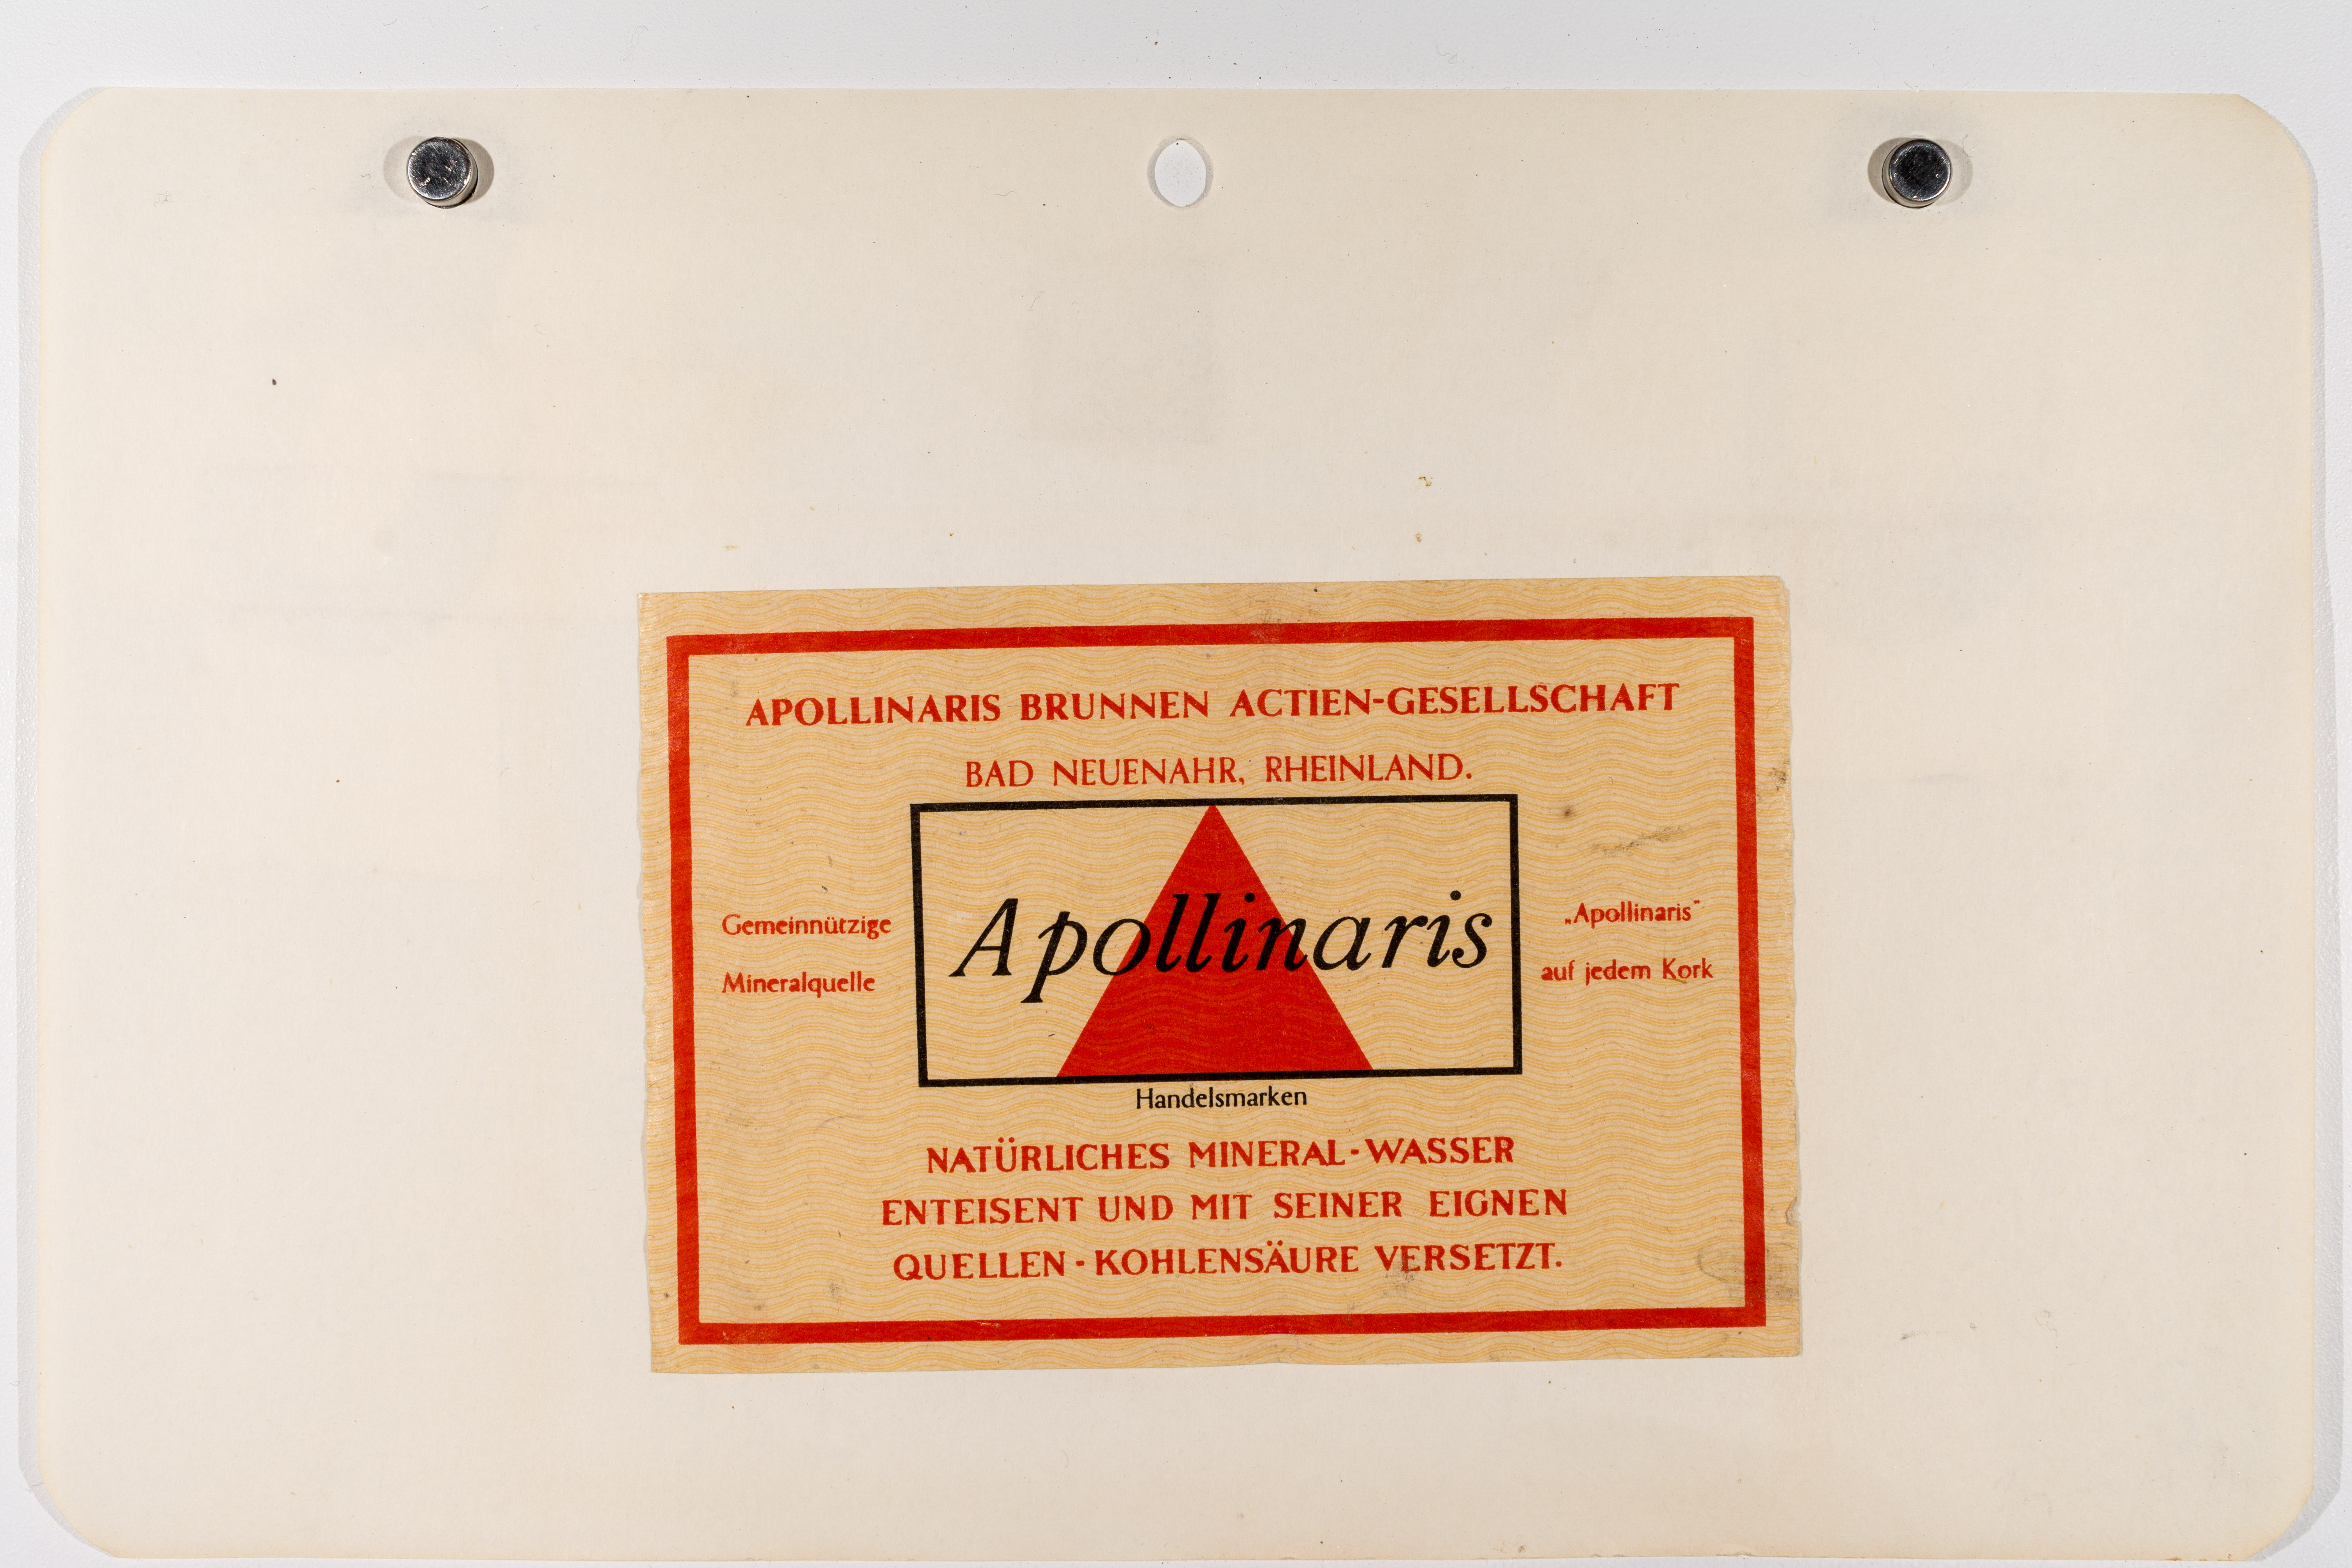 APOLLINARIS BRUNNEN ACTIEN-GESELLSCHAFT
BAD NEUENAHR, RHEINLAND.
Gemeinnützige
Mineralquelle
Apollinaris
„Apollinaris"
auf jedem Kork
Handelsmarken
NATÜRLICHES MINERAL-WASSER
ENTEISENT UND MIT SEINER EIGNEN
QUELLEN-KOHLENSÄURE VERSETZT.